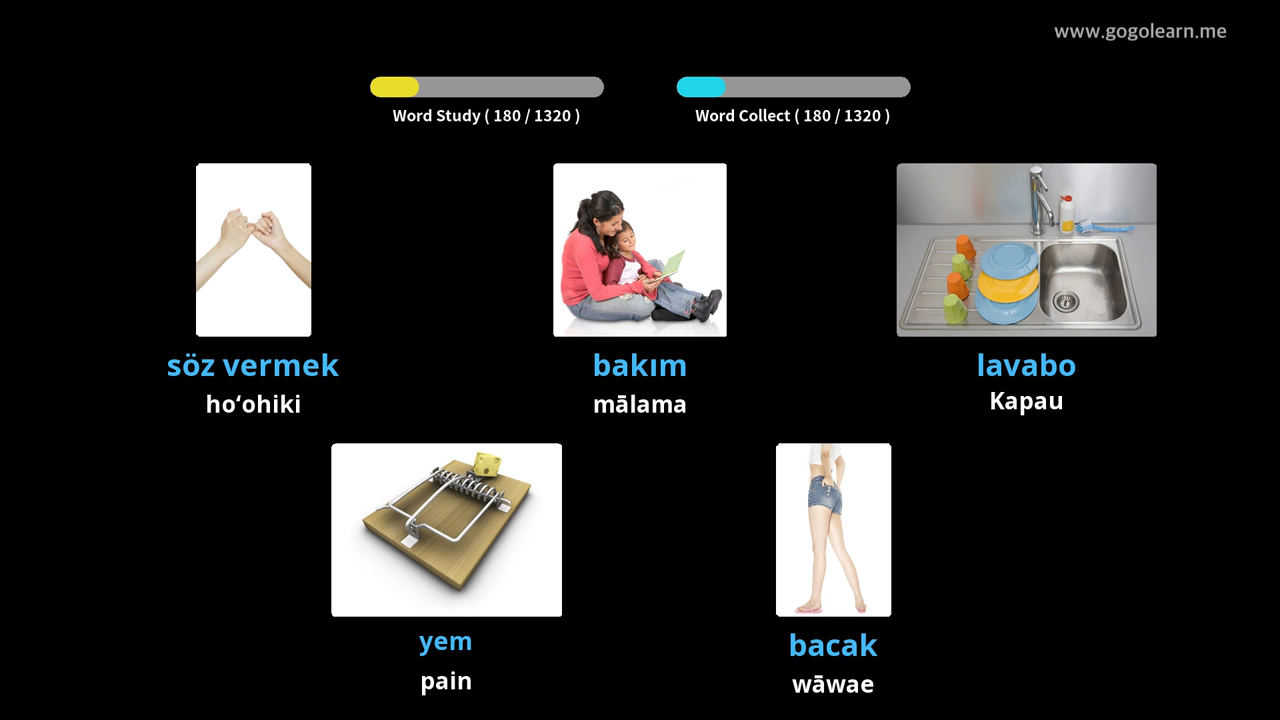 www.gogolearn.me
Word Study ( 180 / 1320 )
Word Collect ( 180 / 1320 )
söz vermek
hoʻohiki
bakım
mālama
lavabo
Kapau
yem
pain
bacak
wāwae